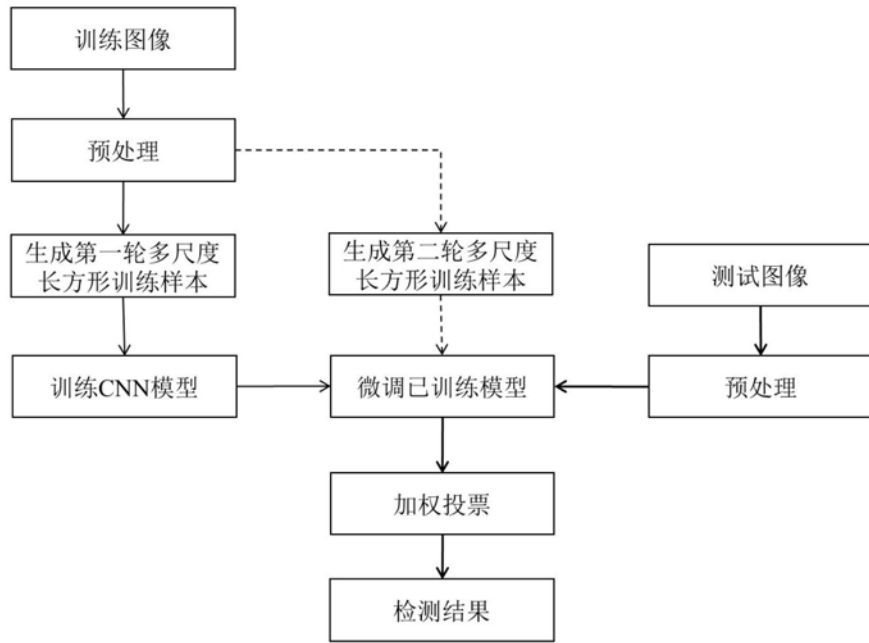 训练图像
预处理
生成第一轮多尺度
长方形训练样本
生成第二轮多尺度
长方形训练样本
测试图像
训练CNN模型
微调已训练模型
预处理
加权投票
检测结果